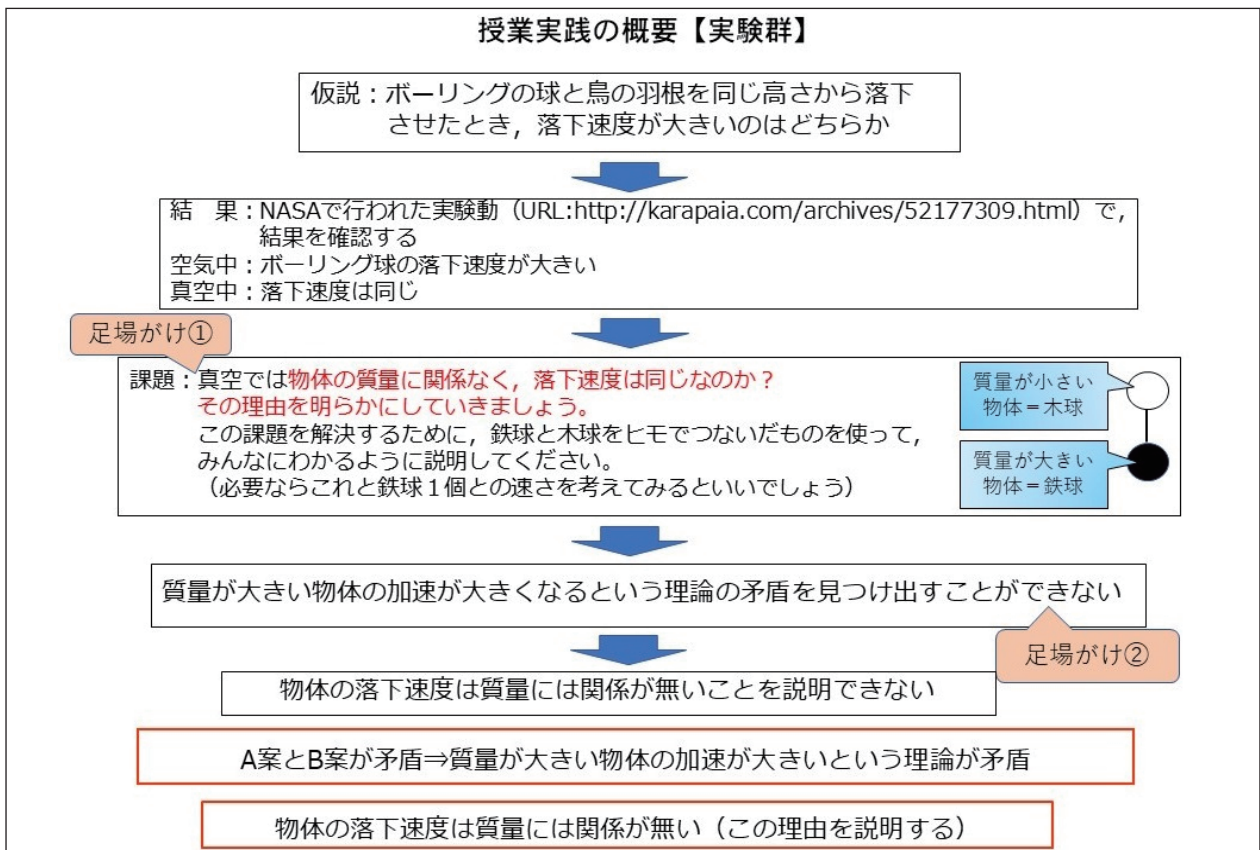 授業実践の概要【実験群】
仮説：ボーリングの球と鳥の羽根を同じ高さから落下
させたとき，落下速度が大きいのはどちらか
結　果：NASAで行われた実験動（URL:http://karapaia.com/archives/52177309.html）で，
結果を確認する
空気中：ボーリング球の落下速度が大きい
真空中：落下速度は同じ
足場がけ①
課題：真空では物体の質量に関係なく，落下速度は同じなのか？
その理由を明らかにしていきましょう。
この課題を解決するために，鉄球と木球をヒモでつないだものを使って，
みんなにわかるように説明してください。
（必要ならこれと鉄球１個との速さを考えてみるといいでしょう）
質量が小さい
物体＝木球
質量が大きい
物体＝鉄球
質量が大きい物体の加速が大きくなるという理論の矛盾を見つけ出すことができない
足場がけ②
物体の落下速度は質量には関係が無いことを説明できない
A案とB案が矛盾⇒質量が大きい物体の加速が大きいという理論が矛盾
物体の落下速度は質量には関係が無い（この理由を説明する）